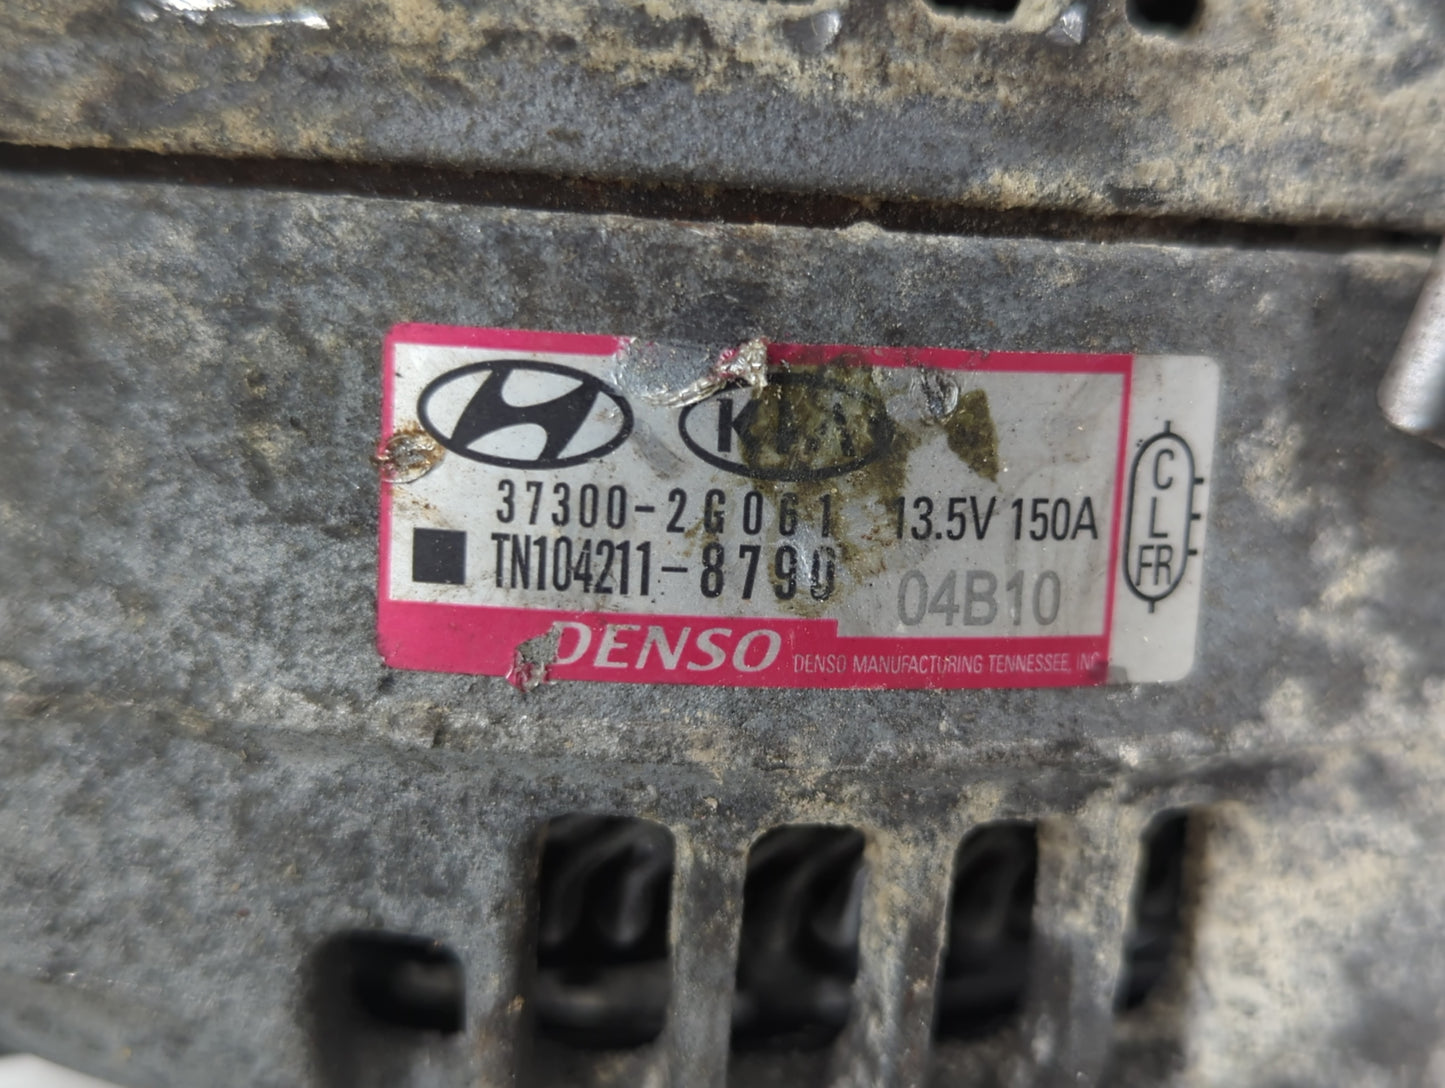 KIA
37300-2G061 13.5V 150A
TN104211-8790
04B10
DENSO
DENSO MANUFACTURING TENNESSEE, INC
C
L
FR